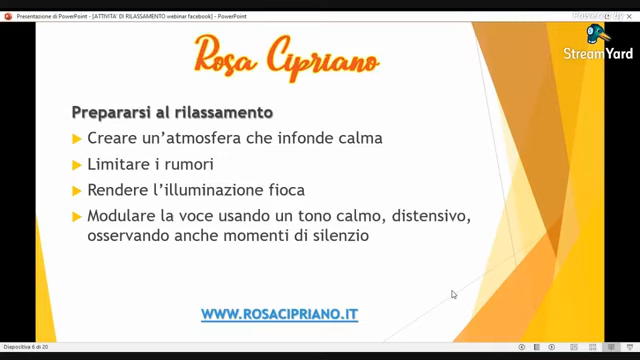 Presentazione di PowerPoint - [ATTIVITA' DI RILASSAMENTO webinar facebook] - PowerPoint
Powered by
StreamYard
Rosa Cipriano
Prepararsi al rilassamento
Creare un'atmosfera che infonde calma
Limitare i rumori
Rendere l'illuminazione fioca
Modulare la voce usando un tono calmo, distensivo,
osservando anche momenti di silenzio
WWW.ROSACIPRIANO.IT
Diapositiva 6 di 20